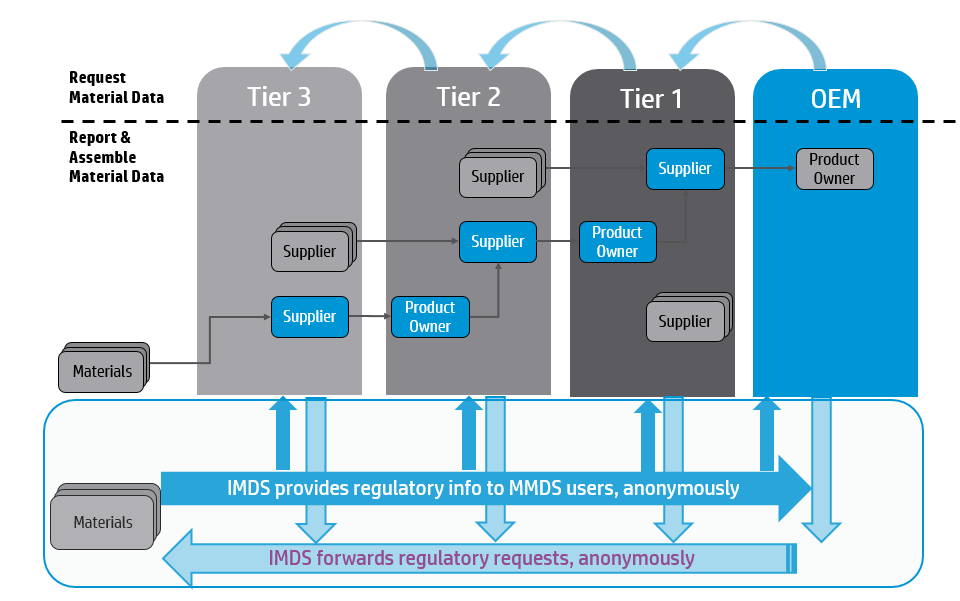 Request
Material Data
Tier 3
Tier 2
Tier 1
OEM
Report &
Assemble
Material Data
Supplier
Supplier
Product
Owner
Supplier
Supplier
Product
Owner
Supplier
Supplier
Product
Owner
Supplier
Materials
IMDS provides regulatory info to MMDS users, anonymously
Materials
IMDS forwards regulatory requests, anonymously